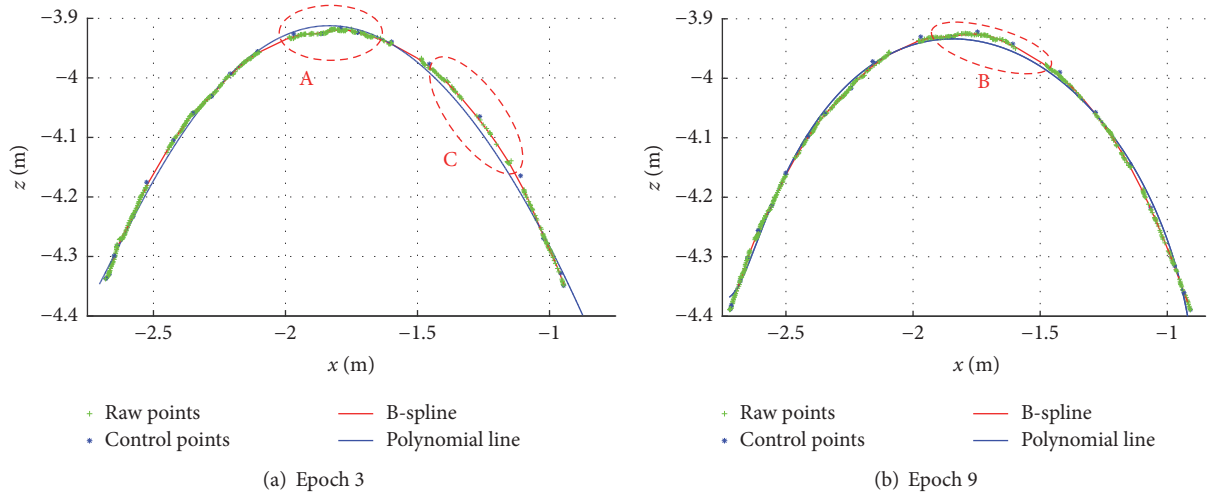 −3.9
−4
−4.1
−4.2
−4.3
−4.4
z (m)
A
C
−2.5 −2 −1.5 −1
x (m)
Raw points B-spline
Control points Polynomial line
(a) Epoch 3
−3.9
−4
−4.1
−4.2
−4.3
−4.4
z (m)
B
−2.5 −2 −1.5 −1
x (m)
Raw points B-spline
Control points Polynomial line
(b) Epoch 9